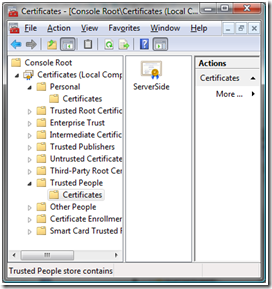 Certificates - [Console Root\Certificates (Local C...
File Action View Favorites Window Help
Console Root
Certificates (Local Comp
Personal
Certificates
Trusted Root Certific
Enterprise Trust
Intermediate Certific
Trusted Publishers
Untrusted Certificate
Third-Party Root Cer
Trusted People
Certificates
Other People
Certificate Enrollmen
Smart Card Trusted F
ServerSide
Actions
Certificates
More ...
Trusted People store contains